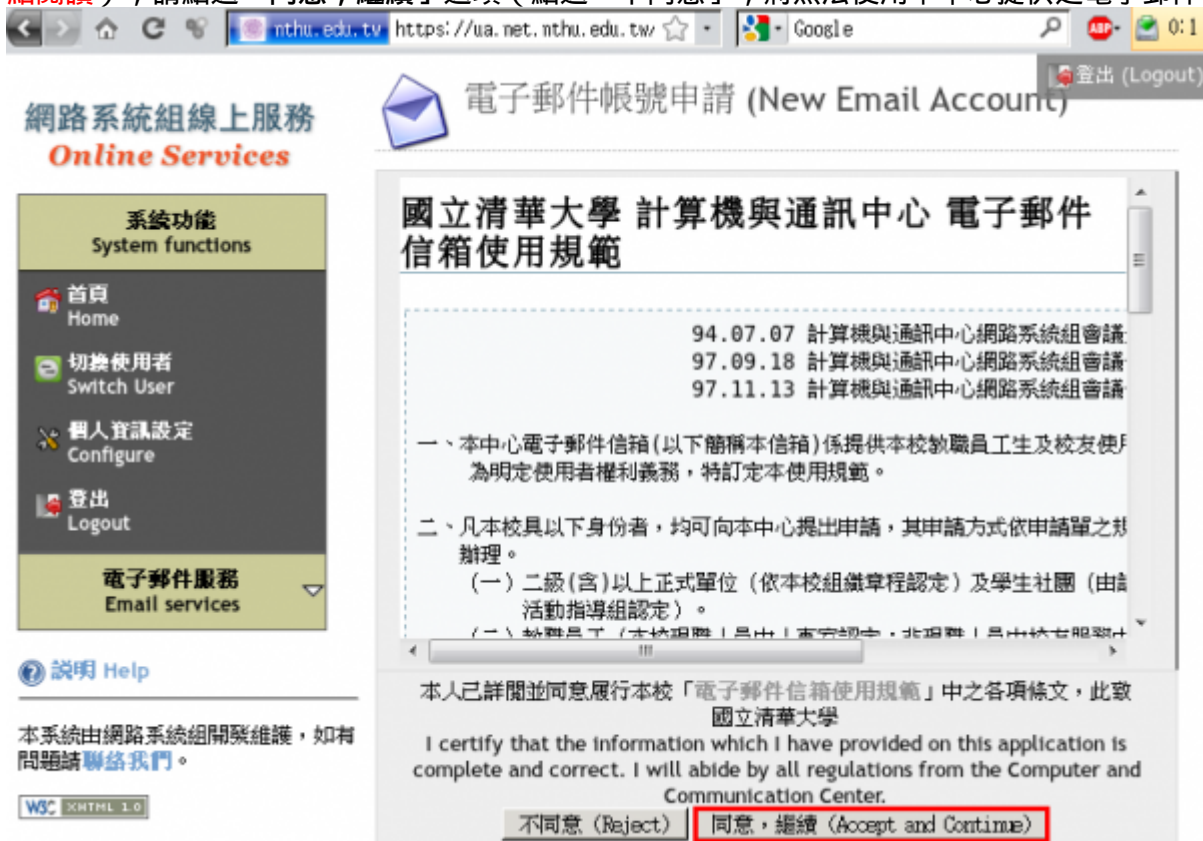 nthu.edu.tw https://ua.net.nthu.edu.tw Google ABP 0:1
登出 (Logout)
電子郵件帳號申請 (New Email Account)
網路系統組線上服務
Online Services
系統功能
System functions
首頁
Home
切換使用者
Switch User
個人資訊設定
Configure
登出
Logout
電子郵件服務
Email services
說明 Help
本系統由網路系統組開發維護，如有
問題請聯絡我們。
W3C XHTML 1.0
國立清華大學 計算機與通訊中心 電子郵件
信箱使用規範
94.07.07 計算機與通訊中心網路系統組會議
97.09.18 計算機與通訊中心網路系統組會議
97.11.13 計算機與通訊中心網路系統組會議
一、本中心電子郵件信箱(以下簡稱本信箱)係提供本校教職員工生及校友使用
為明定使用者權利義務，特訂定本使用規範。
二、凡本校具以下身份者，均可向本中心提出申請，其申請方式依申請單之規
辦理。
(一) 二級(含)以上正式單位 (依本校組織章程認定) 及學生社團 (由課
活動指導組認定) 。
本人已詳閱並同意履行本校「電子郵件信箱使用規範」中之各項條文，此致
國立清華大學
I certify that the information which I have provided on this application is
complete and correct. I will abide by all regulations from the Computer and
Communication Center.
不同意 (Reject) 同意，繼續 (Accept and Continue)